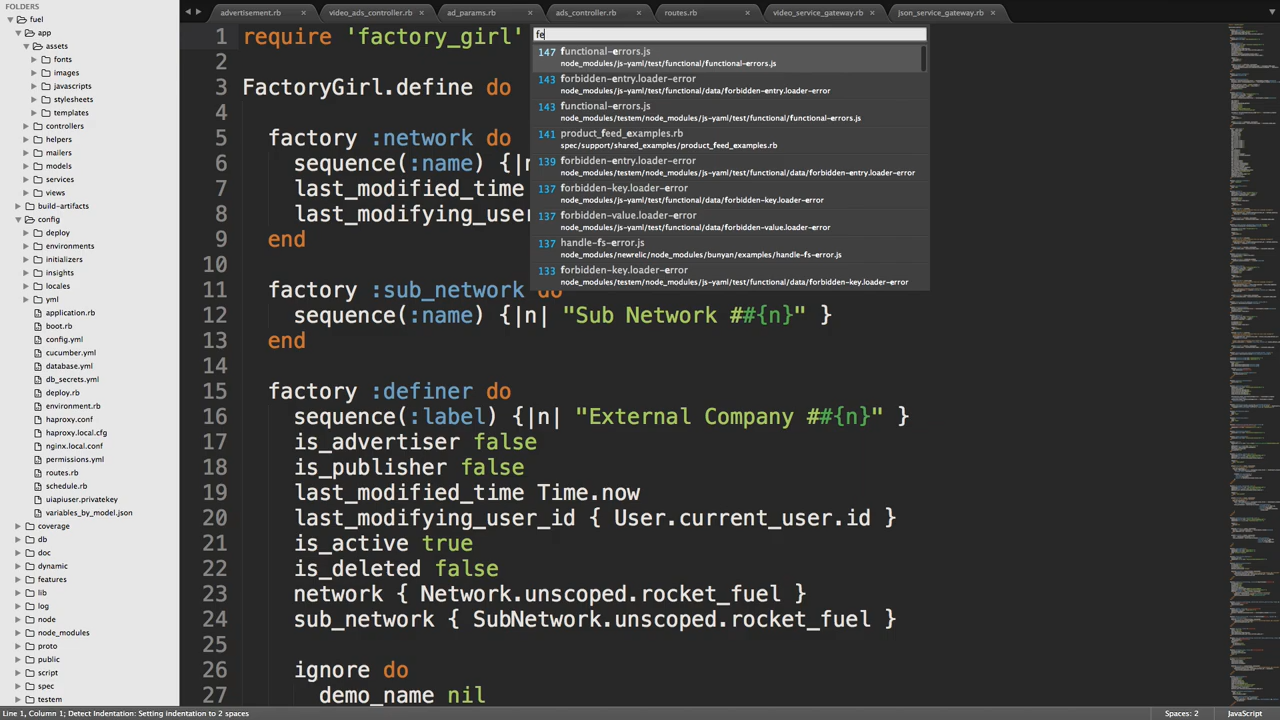 FOLDERS
fuel
app
assets
fonts
images
javascripts
stylesheets
templates
controllers
helpers
mailers
models
services
views
build-artifacts
config
deploy
environments
initializers
insights
locales
yml
application.rb
boot.rb
config.yml
cucumber.yml
database.yml
db_secrets.yml
deploy.rb
environment.rb
haproxy.conf
haproxy.local.cfg
nginx.local.conf
permissions.yml
routes.rb
schedule.rb
uiapiuser.privatekey
variables_by_model.json
coverage
db
doc
dynamic
features
lib
log
node
node_modules
proto
public
script
spec
testem
advertisement.rb × video_ads_controller.rb × ad_params.rb × ads_controller.rb × routes.rb × video_service_gateway.rb × json_service_gateway.rb ×
fe
147 functional-errors.js
node_modules/js-yaml/test/functional/functional-errors.js
143 forbidden-entry.loader-error
node_modules/js-yaml/test/functional/data/forbidden-entry.loader-error
143 functional-errors.js
node_modules/testem/node_modules/js-yaml/test/functional/functional-errors.js
141 product_feed_examples.rb
spec/support/shared_examples/product_feed_examples.rb
139 forbidden-entry.loader-error
node_modules/testem/node_modules/js-yaml/test/functional/data/forbidden-entry.loader-error
137 forbidden-key.loader-error
node_modules/js-yaml/test/functional/data/forbidden-key.loader-error
137 forbidden-value.loader-error
node_modules/js-yaml/test/functional/data/forbidden-value.loader-error
137 handle-fs-error.js
node_modules/newrelic/node_modules/bunyan/examples/handle-fs-error.js
133 forbidden-key.loader-error
node_modules/testem/node_modules/js-yaml/test/functional/data/forbidden-key.loader-error
1 require 'factory_girl'
2
3 FactoryGirl.define do
4
5 factory :network do
6 sequence(:name) {|n
7 last_modified_time
8 last_modifying_user
9 end
10
11 factory :sub_network do
12 sequence(:name) {|n| "Sub Network ##{n}" }
13 end
14
15 factory :definer do
16 sequence(:label) {|n| "External Company ##{n}" }
17 is_advertiser false
18 is_publisher false
19 last_modified_time Time.now
20 last_modifying_user_id { User.current_user.id }
21 is_active true
22 is_deleted false
23 network { Network.unscoped.rocket_fuel }
24 sub_network { SubNetwork.unscoped.rocket_fuel }
25
26 ignore do
27 demo_name nil
Line 1, Column 1; Detect Indentation: Setting indentation to 2 spaces
Spaces: 2 JavaScript